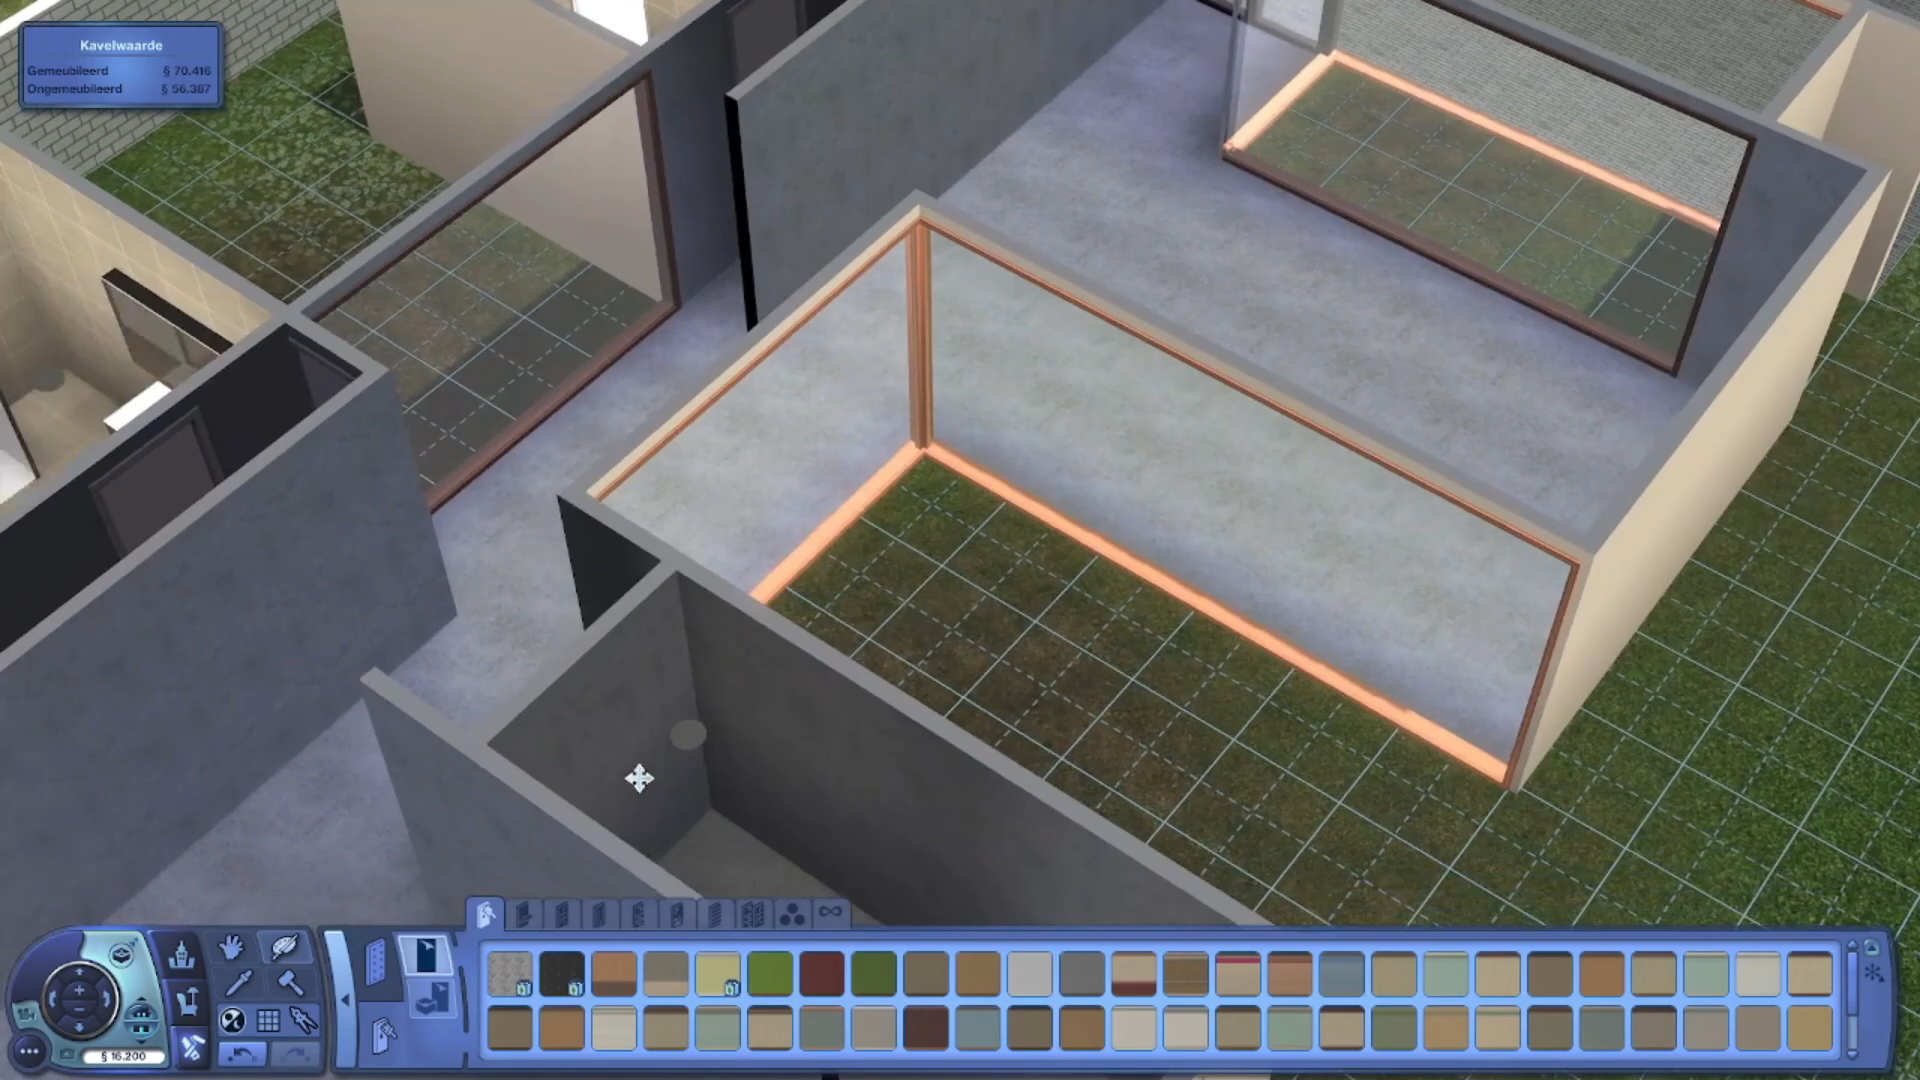 Kavelwaarde
Gemeubileerd § 70.416
Ongemeubileerd § 56.387
§ 16.200